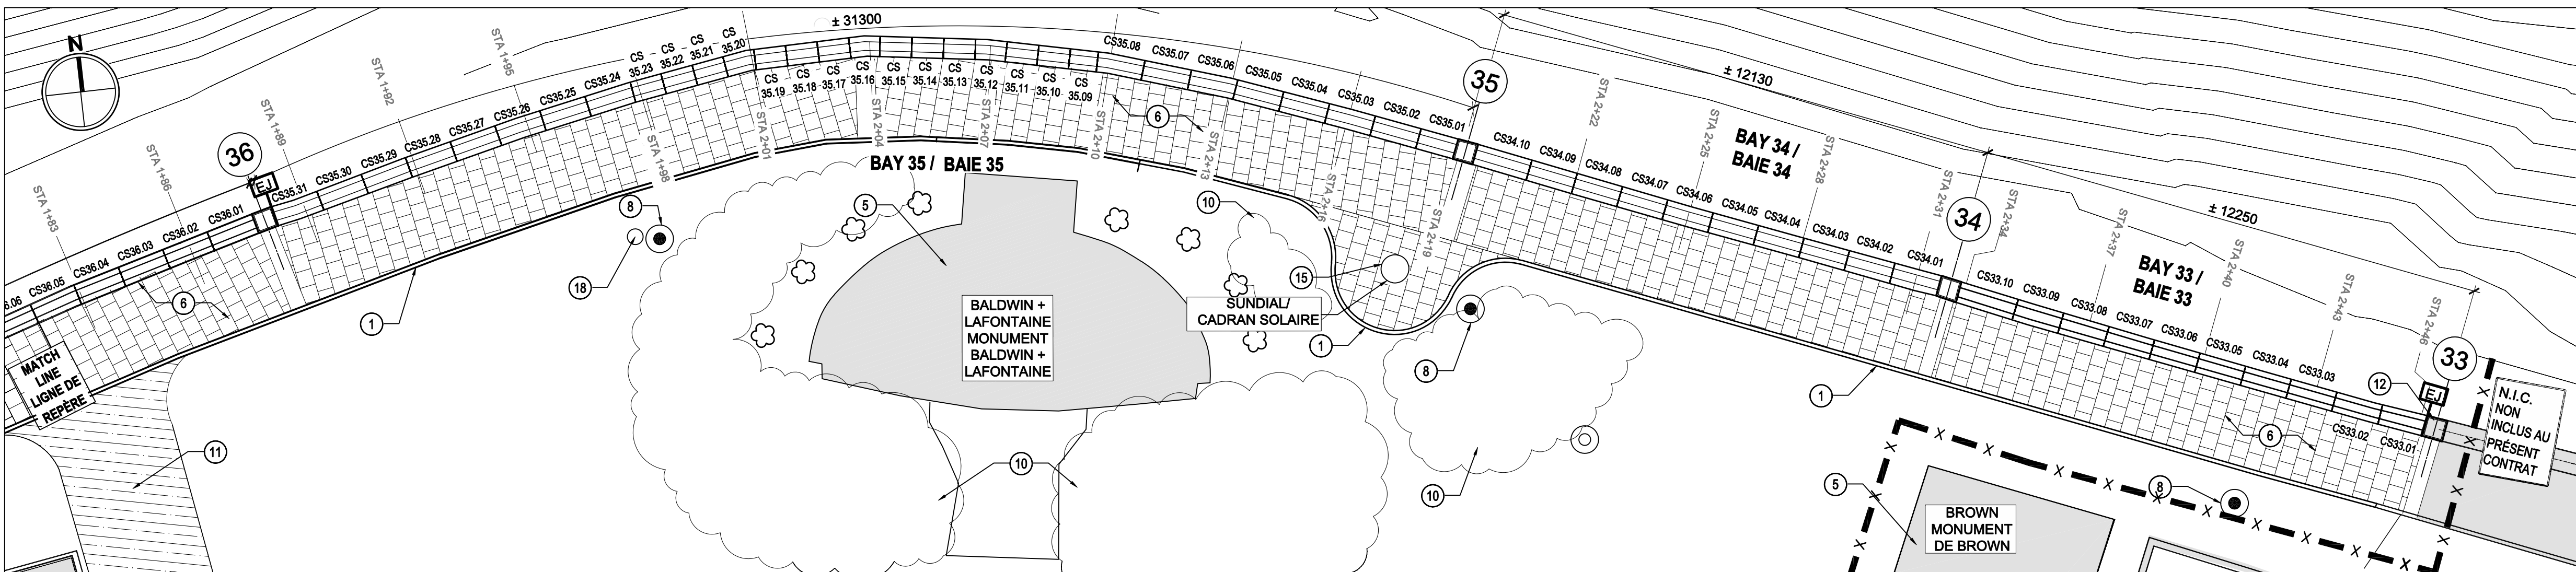 ± 31300
N
36
STA 1+83
STA 1+86
STA 1+89
STA 1+92
STA 1+95
STA 1+98
STA 2+01
STA 2+04
STA 2+07
STA 2+10
STA 2+13
STA 2+16
STA 2+19
STA 2+22
STA 2+25
STA 2+28
STA 2+31
STA 2+34
STA 2+37
STA 2+40
STA 2+43
STA 2+46
CS36.05
CS36.04
CS36.03
CS36.02
CS36.01
EJ
CS35.31
CS35.30
CS35.29
CS35.28
CS35.27
CS35.26
CS35.25
CS35.24
CS
35.23
CS
35.22
CS
35.21
CS
35.20
CS
35.19
CS
35.18
CS
35.17
CS
35.16
CS
35.15
CS
35.14
CS
35.13
CS
35.12
CS
35.11
CS
35.10
CS
35.09
CS35.08
CS35.07
CS35.06
CS35.05
CS35.04
CS35.03
CS35.02
CS35.01
35
± 12130
CS34.10
CS34.09
CS34.08
CS34.07
CS34.06
CS34.05
CS34.04
CS34.03
CS34.02
CS34.01
BAY 34 /
BAIE 34
34
± 12250
CS33.10
CS33.09
CS33.08
CS33.07
CS33.06
CS33.05
CS33.04
CS33.03
CS33.02
CS33.01
BAY 33 /
BAIE 33
33
12
EJ
N.I.C.
NON
INCLUS AU
PRÉSENT
CONTRAT
BAY 35 / BAIE 35
6
6
6
MATCH
LINE
LIGNE DE
REPÈRE
1
11
8
18
5
BALDWIN +
LAFONTAINE
MONUMENT
BALDWIN +
LAFONTAINE
10
10
15
SUNDIAL/
CADRAN SOLAIRE
1
8
10
1
5
8
BROWN
MONUMENT
DE BROWN
X X X X X X X X X X X X